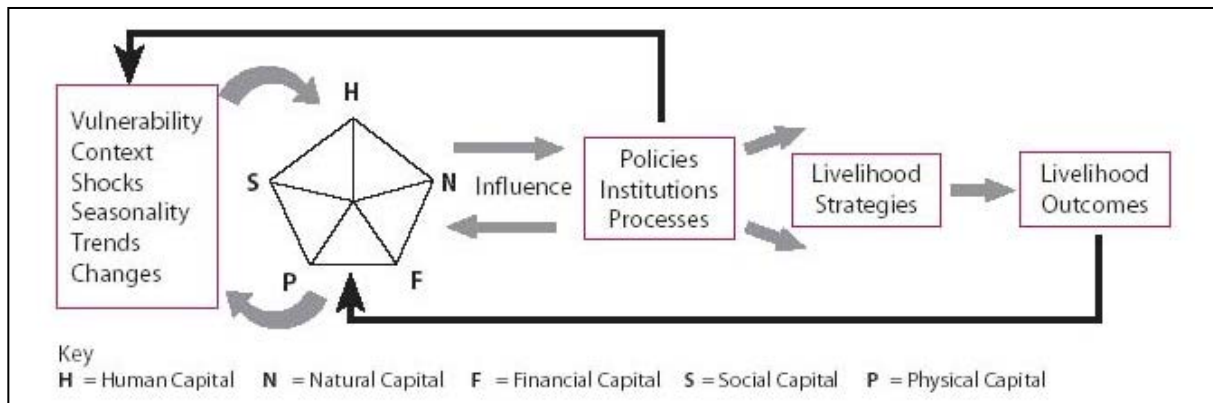 Vulnerability
Context
Shocks
Seasonality
Trends
Changes
H
S
N
P
F
Influence
Policies
Institutions
Processes
Livelihood
Strategies
Livelihood
Outcomes
Key
H = Human Capital N = Natural Capital F = Financial Capital S = Social Capital P = Physical Capital